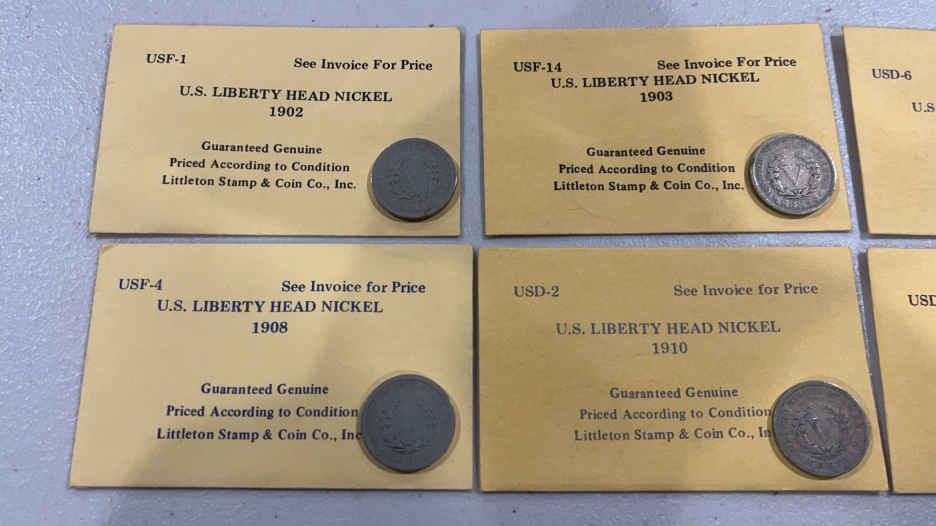 USF-1 See Invoice For Price
U.S. LIBERTY HEAD NICKEL
1902
Guaranteed Genuine
Priced According to Condition
Littleton Stamp & Coin Co., Inc.
USF-14 See Invoice For Price
U.S. LIBERTY HEAD NICKEL
1903
Guaranteed Genuine
Priced According to Condition
Littleton Stamp & Coin Co., Inc.
V
USD-6
U.S
USF-4 See Invoice for Price
U.S. LIBERTY HEAD NICKEL
1908
Guaranteed Genuine
Priced According to Condition
Littleton Stamp & Coin Co., Inc
USD-2 See Invoice for Price
U.S. LIBERTY HEAD NICKEL
1910
Guaranteed Genuine
Priced According to Condition
Littleton Stamp & Coin Co., In
V
USD